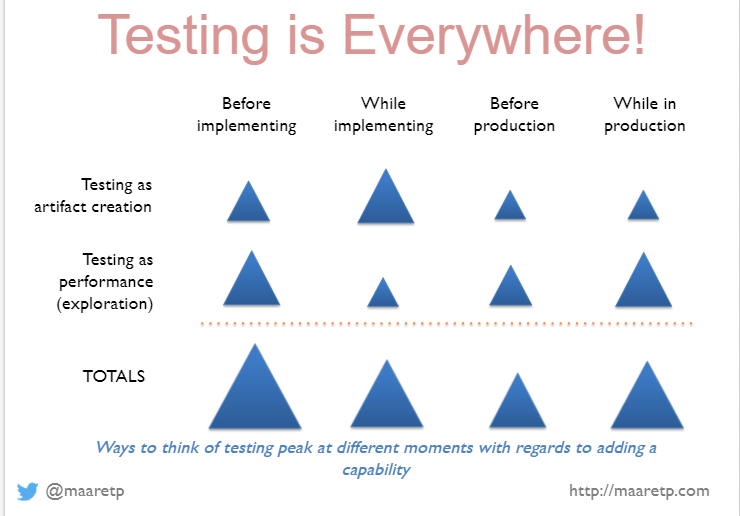 Testing is Everywhere!
Before
implementing
While
implementing
Before
production
While in
production
Testing as
artifact creation
Testing as
performance
(exploration)
TOTALS
Ways to think of testing peak at different moments with regards to adding a
capability
@maaretp
http://maaretp.com